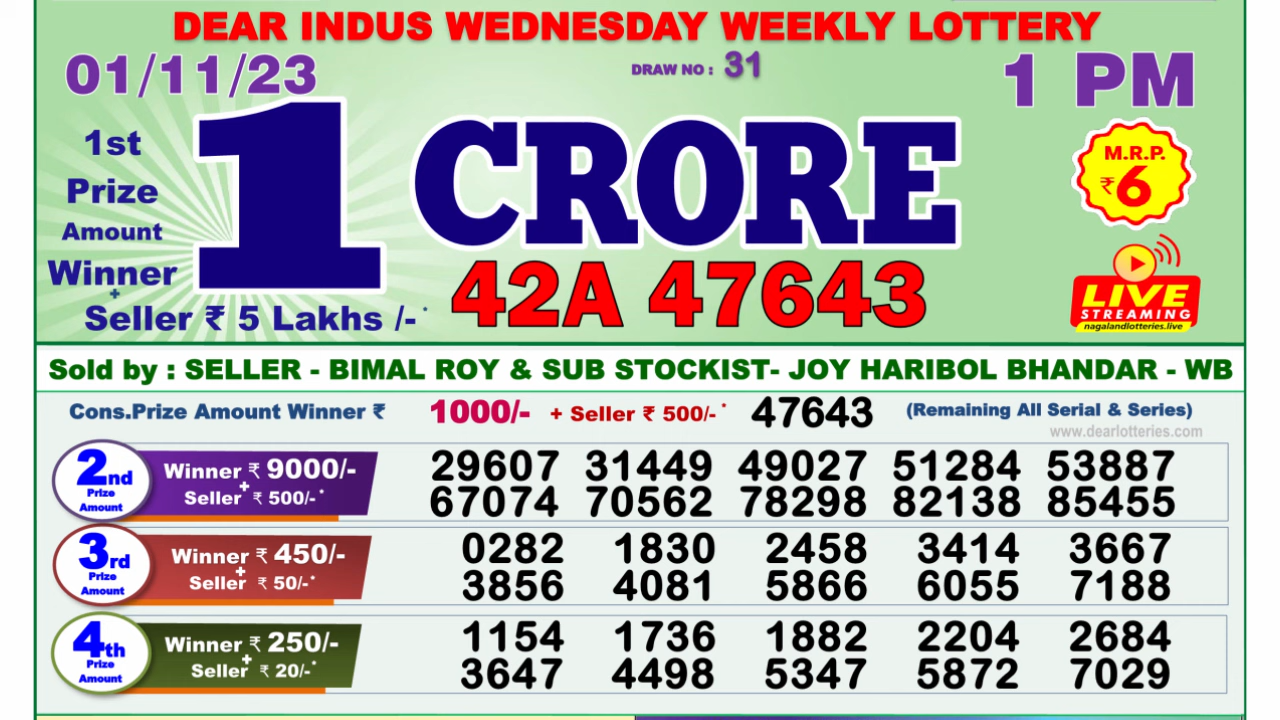 DEAR INDUS WEDNESDAY WEEKLY LOTTERY
01/11/23
DRAW NO : 31
1 PM
1st
Prize
Amount
Winner
+
Seller ₹ 5 Lakhs /-*
1 CRORE
42A 47643
M.R.P.
₹6
LIVE
STREAMING
nagalandlotteries.live
Sold by : SELLER - BIMAL ROY & SUB STOCKIST- JOY HARIBOL BHANDAR - WB
Cons.Prize Amount Winner ₹ 1000/- + Seller ₹ 500/-* 47643 (Remaining All Serial & Series)
www.dearlotteries.com
2nd
Prize
Amount
Winner ₹ 9000/-
+
Seller ₹ 500/-*
29607 31449 49027 51284 53887
67074 70562 78298 82138 85455
3rd
Prize
Amount
Winner ₹ 450/-
+
Seller ₹ 50/-*
0282 1830 2458 3414 3667
3856 4081 5866 6055 7188
4th
Prize
Amount
Winner ₹ 250/-
+
Seller ₹ 20/-*
1154 1736 1882 2204 2684
3647 4498 5347 5872 7029